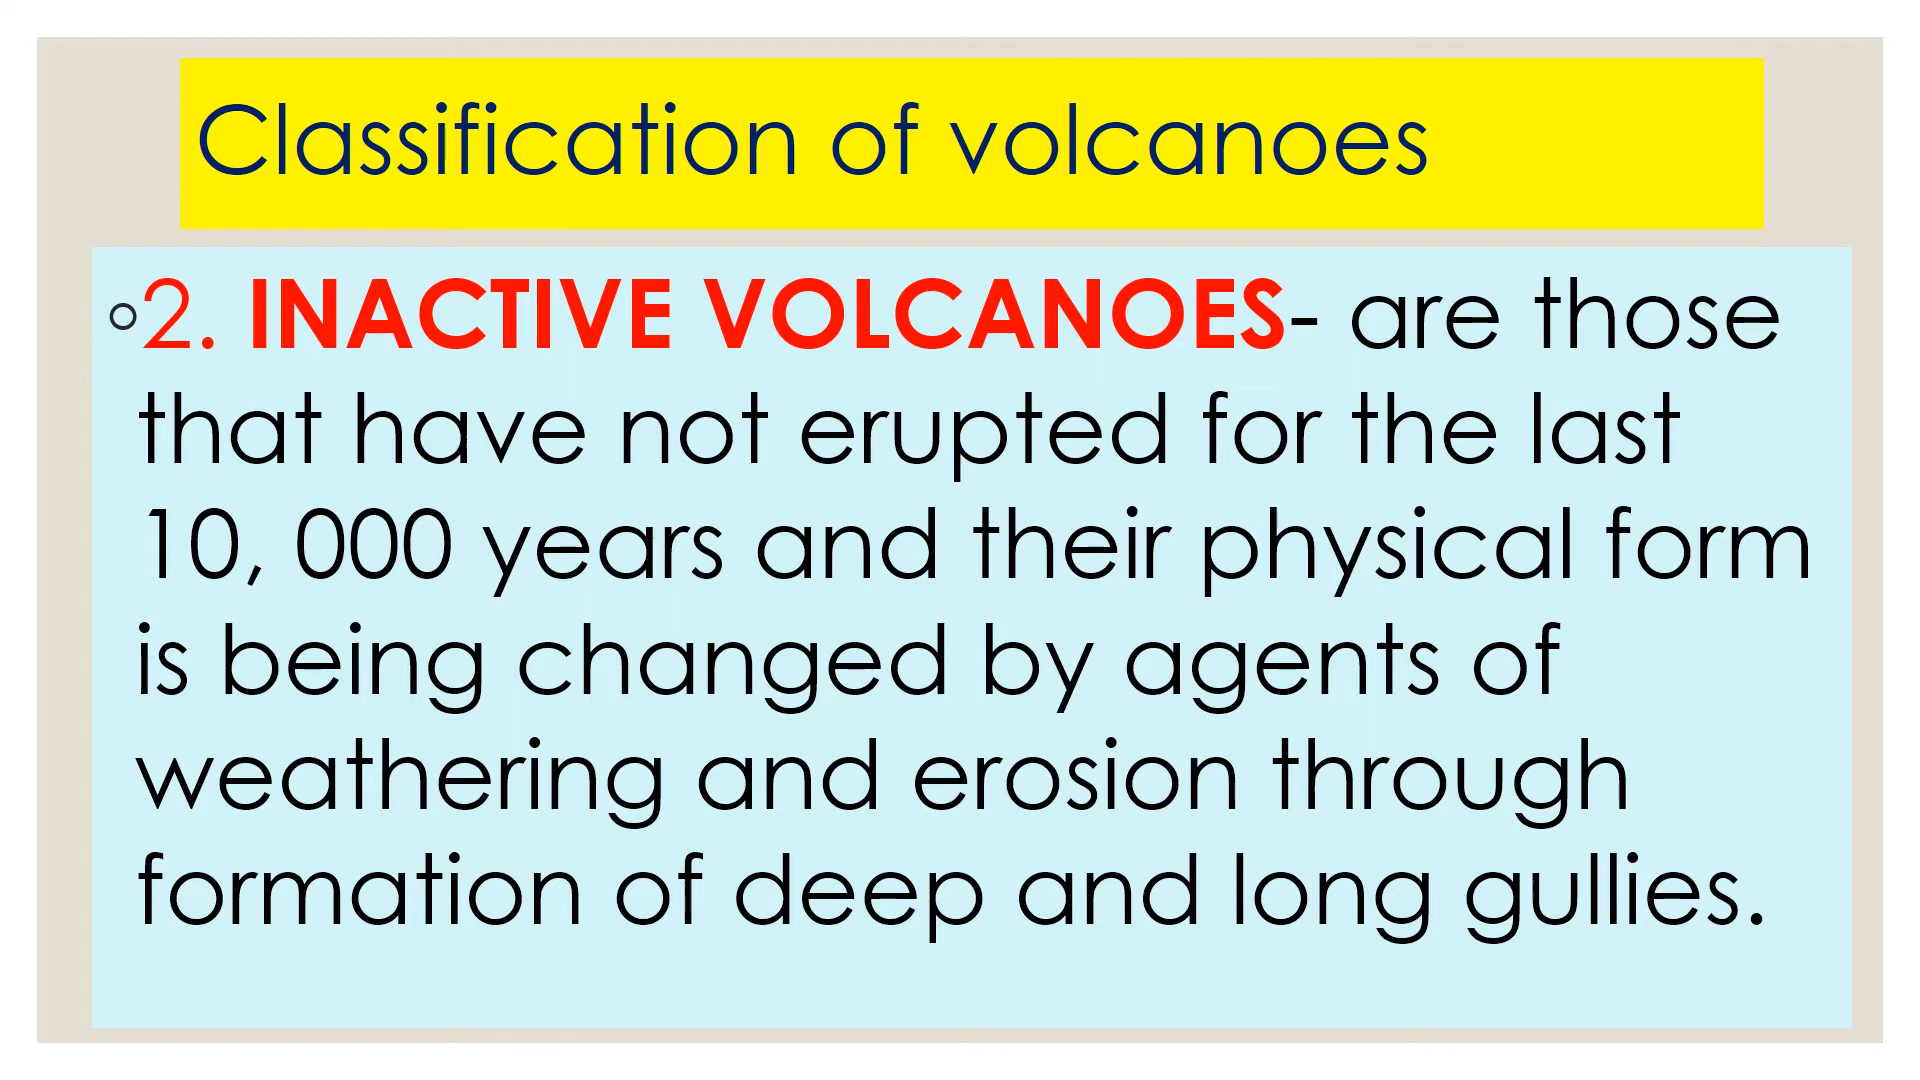 Classification of volcanoes
◦2. INACTIVE VOLCANOES- are those
that have not erupted for the last
10, 000 years and their physical form
is being changed by agents of
weathering and erosion through
formation of deep and long gullies.